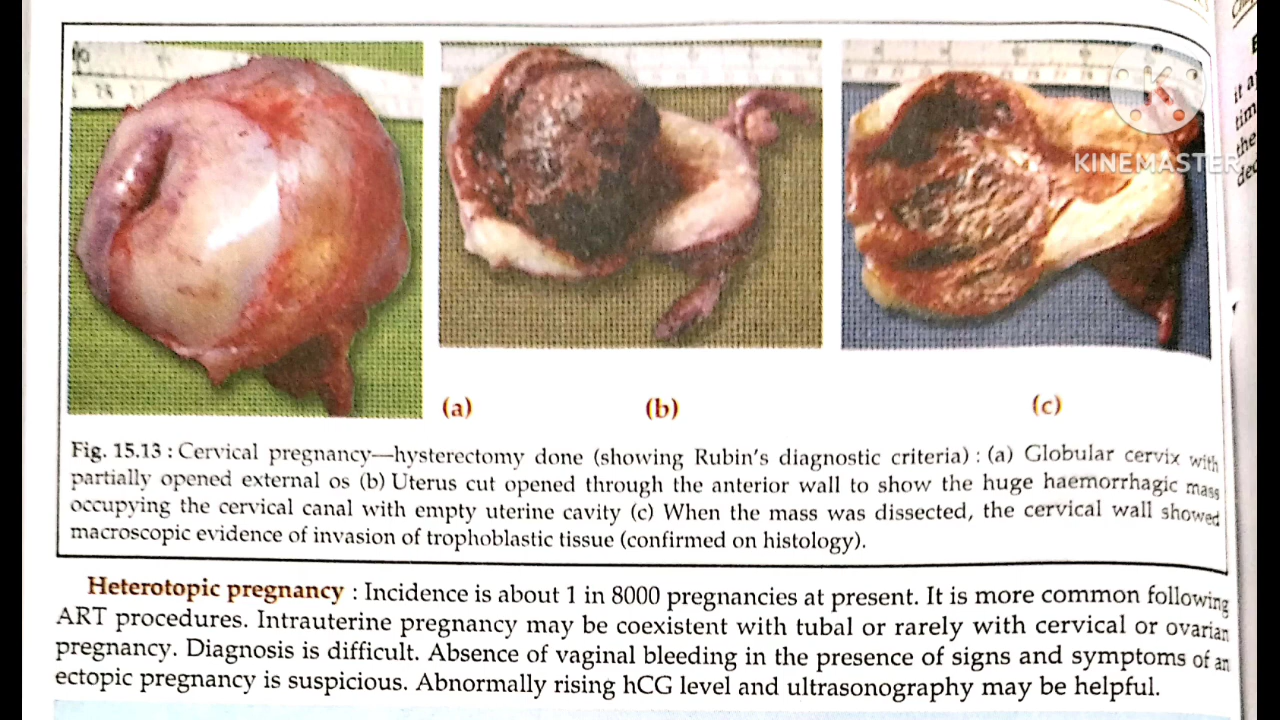 KINEMASTER
(a)
(b)
(c)
Fig. 15.13 : Cervical pregnancy—hysterectomy done (showing Rubin's diagnostic criteria) : (a) Globular cervix with
partially opened external os (b) Uterus cut opened through the anterior wall to show the huge haemorrhagic mass
occupying the cervical canal with empty uterine cavity (c) When the mass was dissected, the cervical wall showed
macroscopic evidence of invasion of trophoblastic tissue (confirmed on histology).
Heterotopic pregnancy : Incidence is about 1 in 8000 pregnancies at present. It is more common following
ART procedures. Intrauterine pregnancy may be coexistent with tubal or rarely with cervical or ovarian
pregnancy. Diagnosis is difficult. Absence of vaginal bleeding in the presence of signs and symptoms of an
ectopic pregnancy is suspicious. Abnormally rising hCG level and ultrasonography may be helpful.